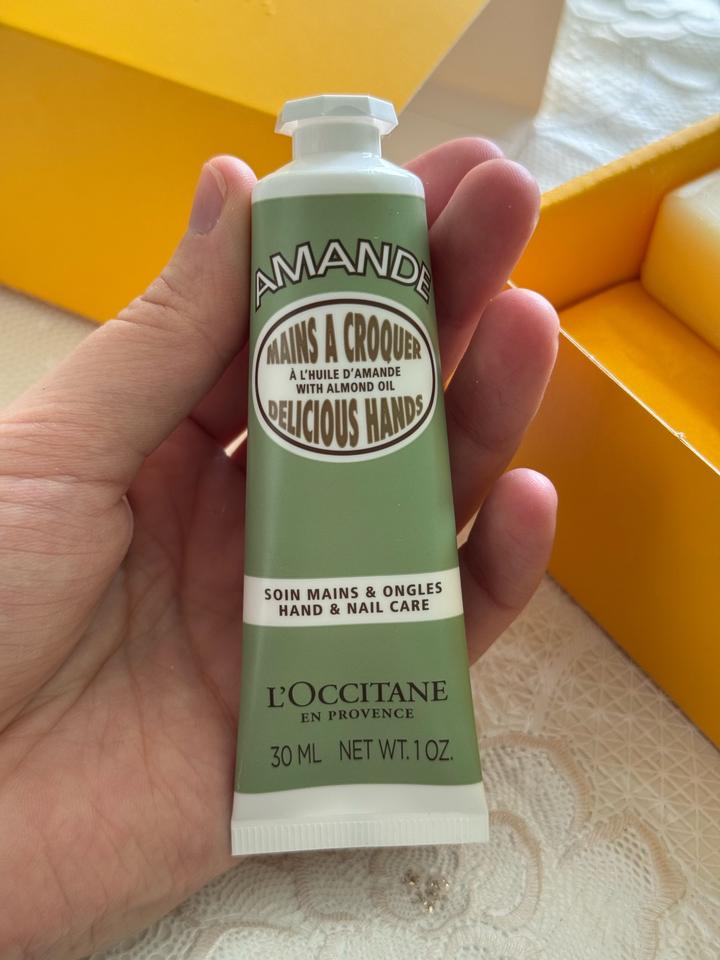 AMANDE
MAINS A CROQUER
À L'HUILE D'AMANDE
WITH ALMOND OIL
DELICIOUS HANDS
SOIN MAINS & ONGLES
HAND & NAIL CARE
L'OCCITANE
EN PROVENCE
30 ML NET WT. 1 OZ.